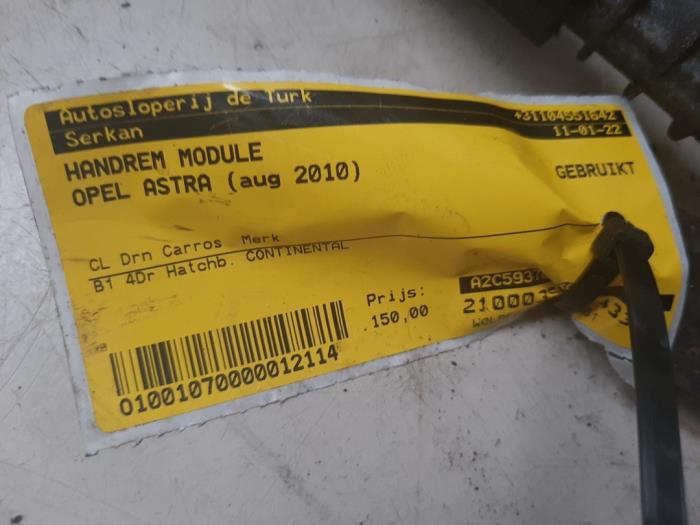 Autosloperij de Turk
+31104551642
Serkan
11-01-22
HANDREM MODULE
OPEL ASTRA (aug 2010)
GEBRUIKT
CL Drn Carros Merk
B1 4Dr Hatchb. CONTINENTAL
Prijs:
150,00
01001070000012114